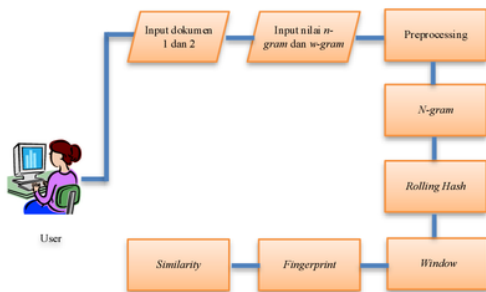 Input dokumen
1 dan 2
Input nilai n-
gram dan w-gram
Preprocessing
N-gram
Rolling Hash
User
Similarity
Fingerprint
Window